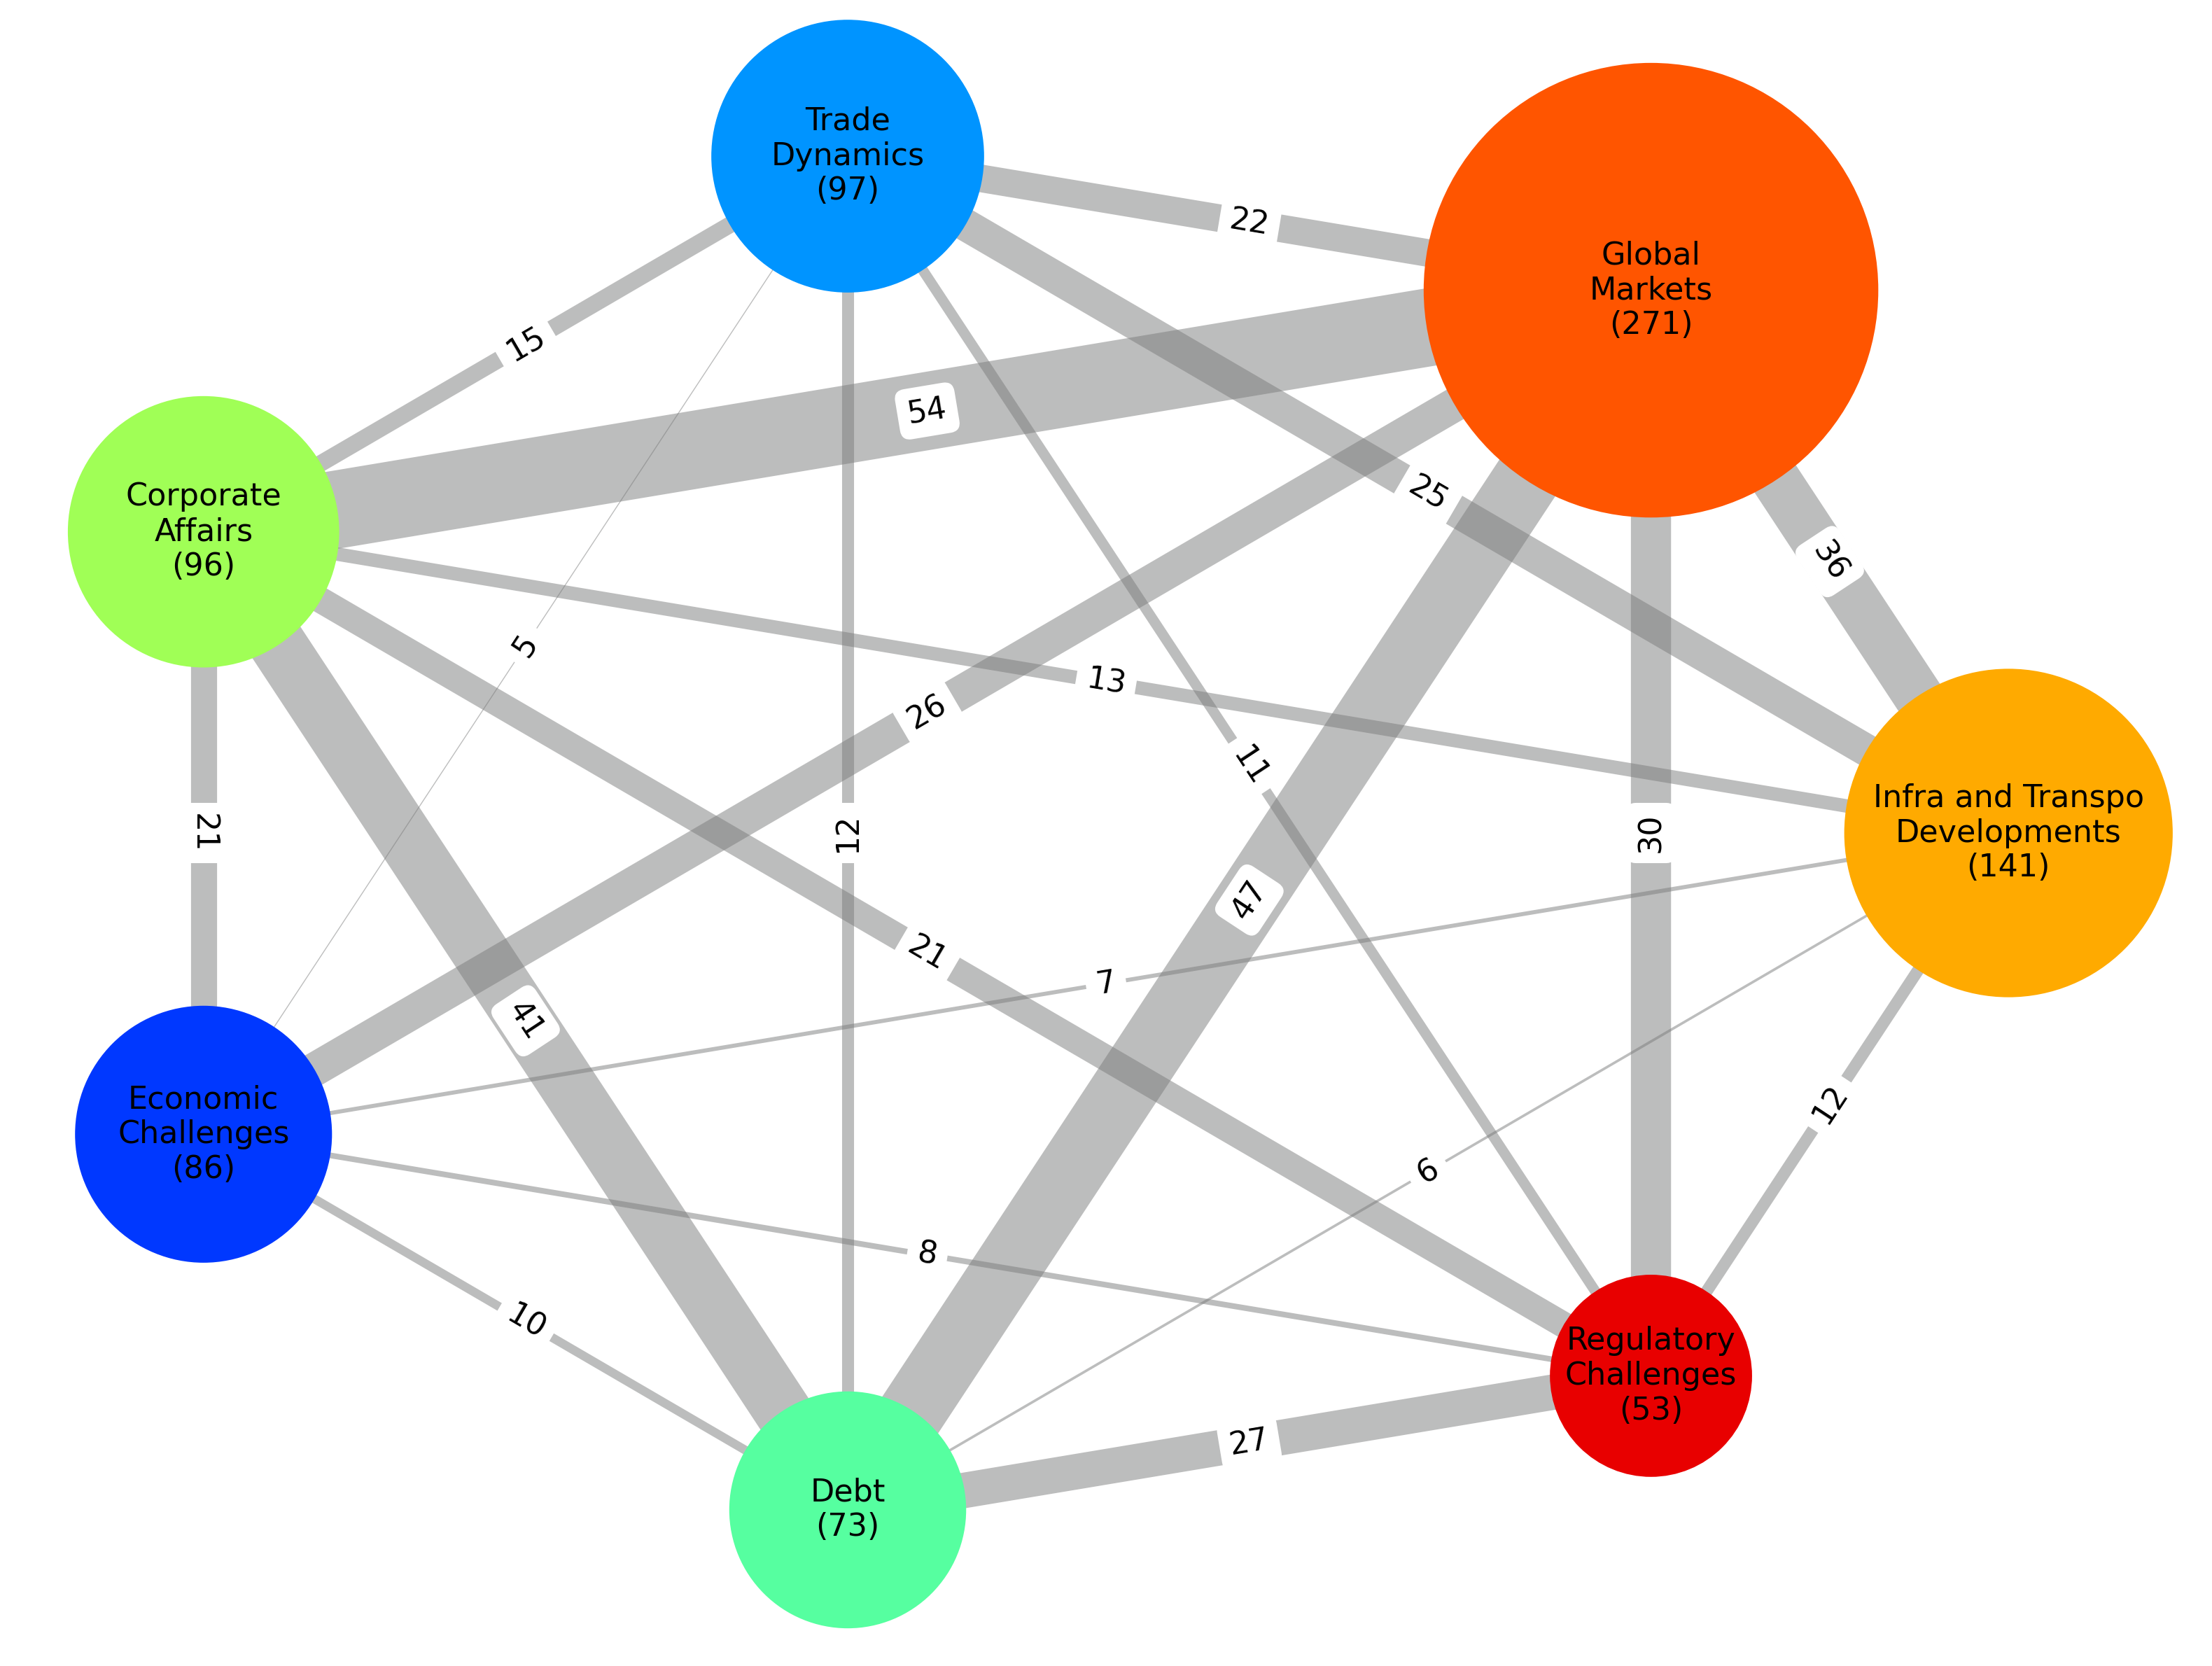 Trade
Dynamics
(97)
Global
Markets
(271)
22
15
54
25
Corporate
Affairs
(96)
36
5
13
26
11
Infra and Transpo
Developments
(141)
21
12
30
47
21
7
41
Economic
Challenges
(86)
12
6
8
10
Regulatory
Challenges
(53)
27
Debt
(73)